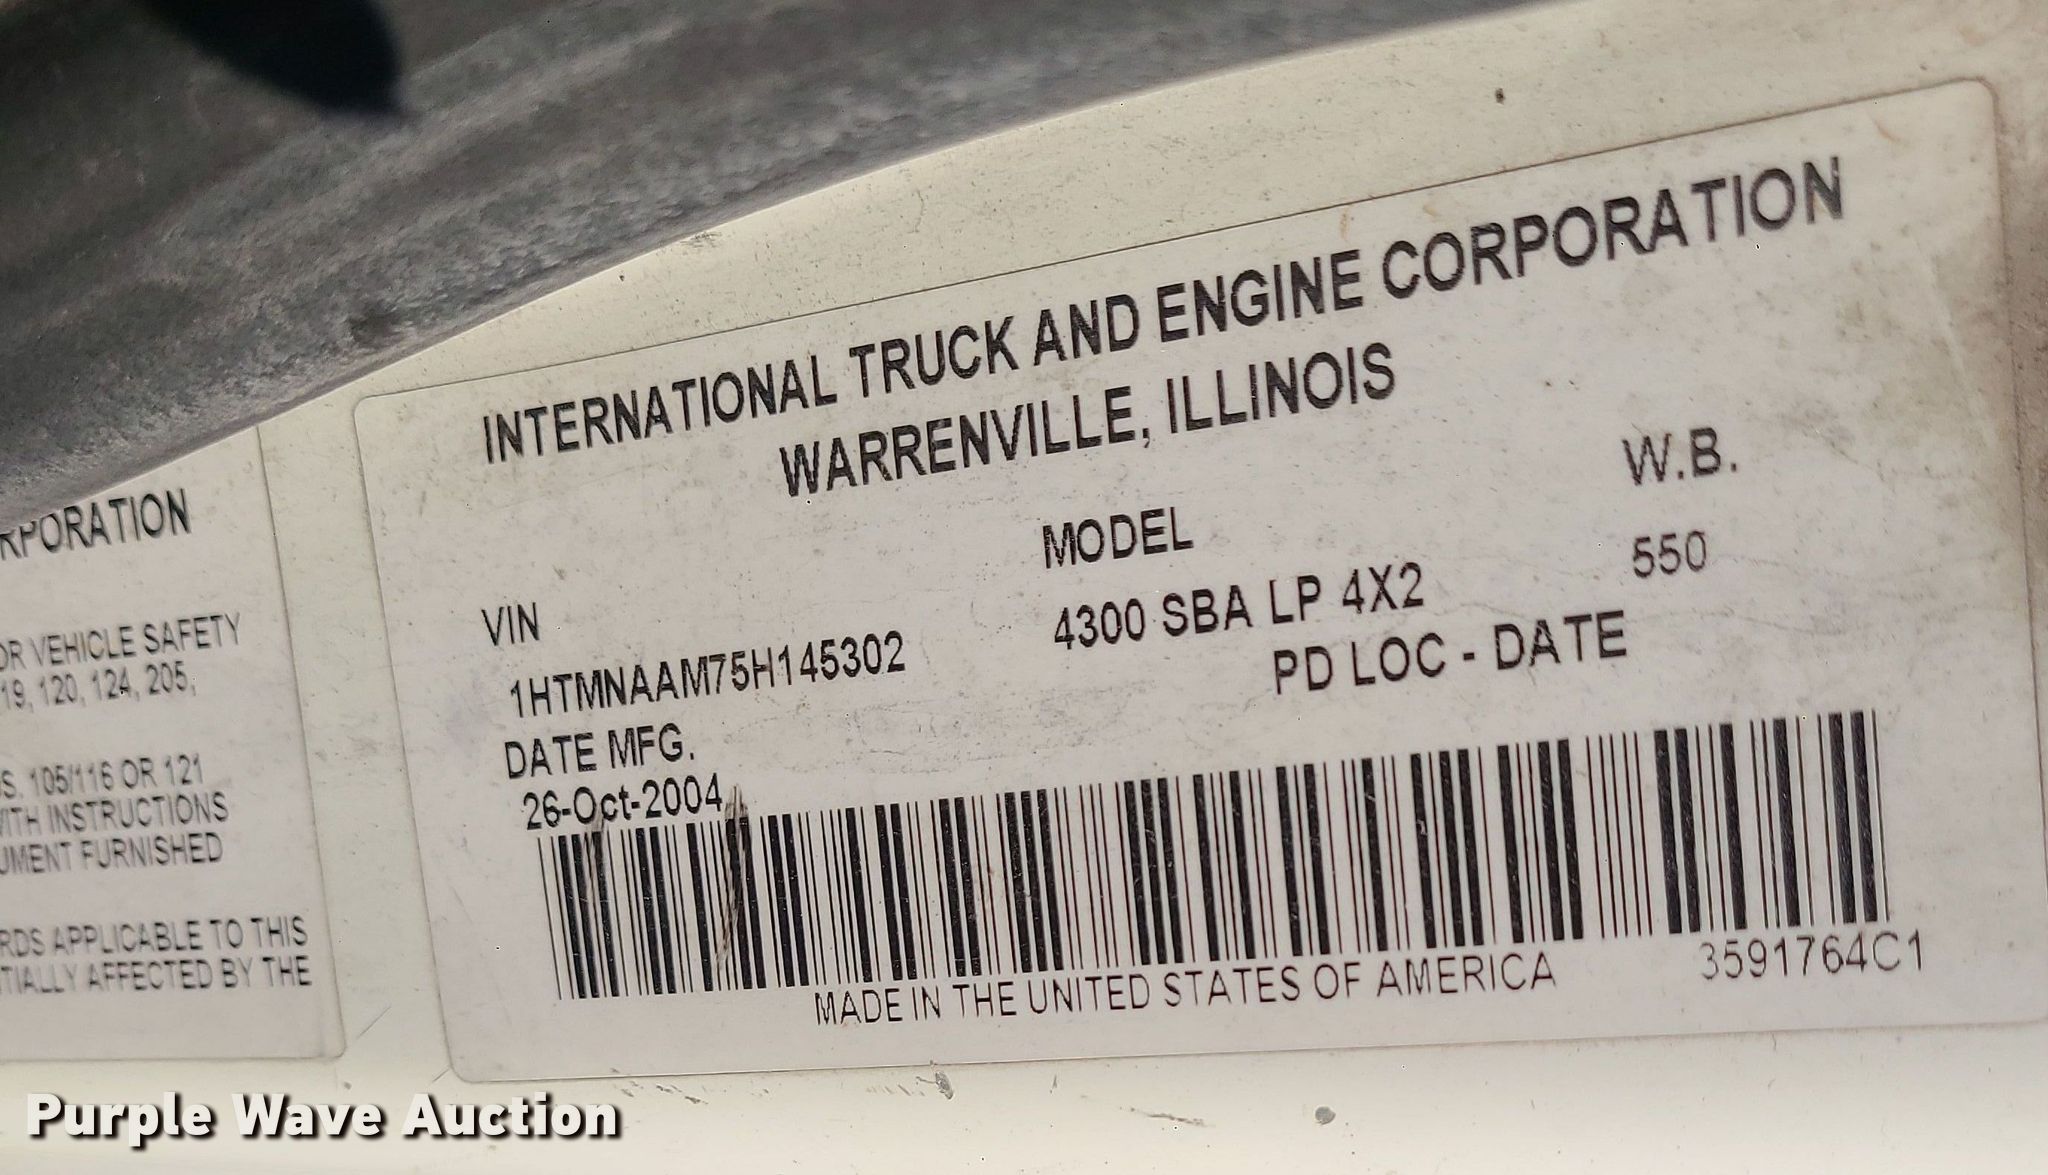 RPORATION
OR VEHICLE SAFETY
19, 120, 124, 205,
S. 105/116 OR 121
WITH INSTRUCTIONS
UMENT FURNISHED
RDS APPLICABLE TO THIS
TIALLY AFFECTED BY THE
INTERNATIONAL TRUCK AND ENGINE CORPORATION
WARRENVILLE, ILLINOIS
VIN MODEL W.B.
1HTMNAAM75H145302 4300 SBA LP 4X2 550
DATE MFG. PD LOC - DATE
26-Oct-2004
MADE IN THE UNITED STATES OF AMERICA 3591764C1
Purple Wave Auction